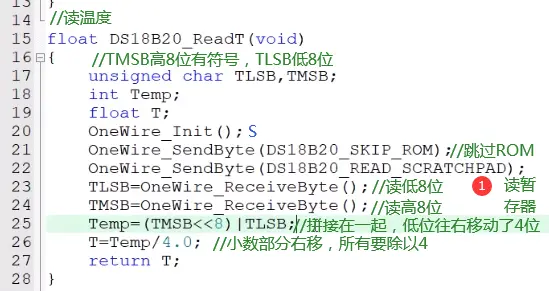 13 }
14 //读温度
15 float DS18B20_ReadT(void)
16 { //TMSB高8位有符号，TLSB低8位
17 unsigned char TLSB,TMSB;
18 int Temp;
19 float T;
20 OneWire_Init(); S
21 OneWire_SendByte(DS18B20_SKIP_ROM);//跳过ROM
22 OneWire_SendByte(DS18B20_READ_SCRATCHPAD);
23 TLSB=OneWire_ReceiveByte();//读低8位 1 读暂
24 TMSB=OneWire_ReceiveByte();//读高8位 存器
25 Temp=(TMSB<<8)|TLSB;//拼接在一起，低位往右移动了4位
26 T=Temp/4.0; //小数部分右移，所有要除以4
27 return T;
28 }